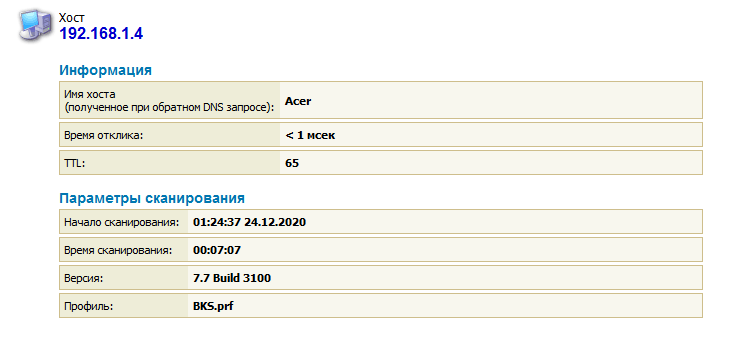 Хост
192.168.1.4
Информация
Имя хоста
(полученное при обратном DNS запросе): Acer
Время отклика: < 1 мсек
TTL: 65
Параметры сканирования
Начало сканирования: 01:24:37 24.12.2020
Время сканирования: 00:07:07
Версия: 7.7 Build 3100
Профиль: BKS.prf